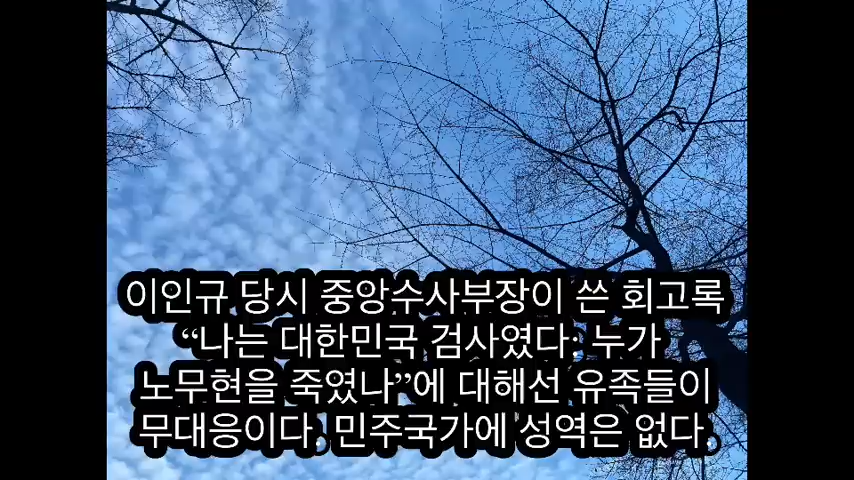 이인규 당시 중앙수사부장이 쓴 회고록
“나는 대한민국 검사였다: 누가
노무현을 죽였나”에 대해선 유족들이
무대응이다. 민주국가에 성역은 없다.